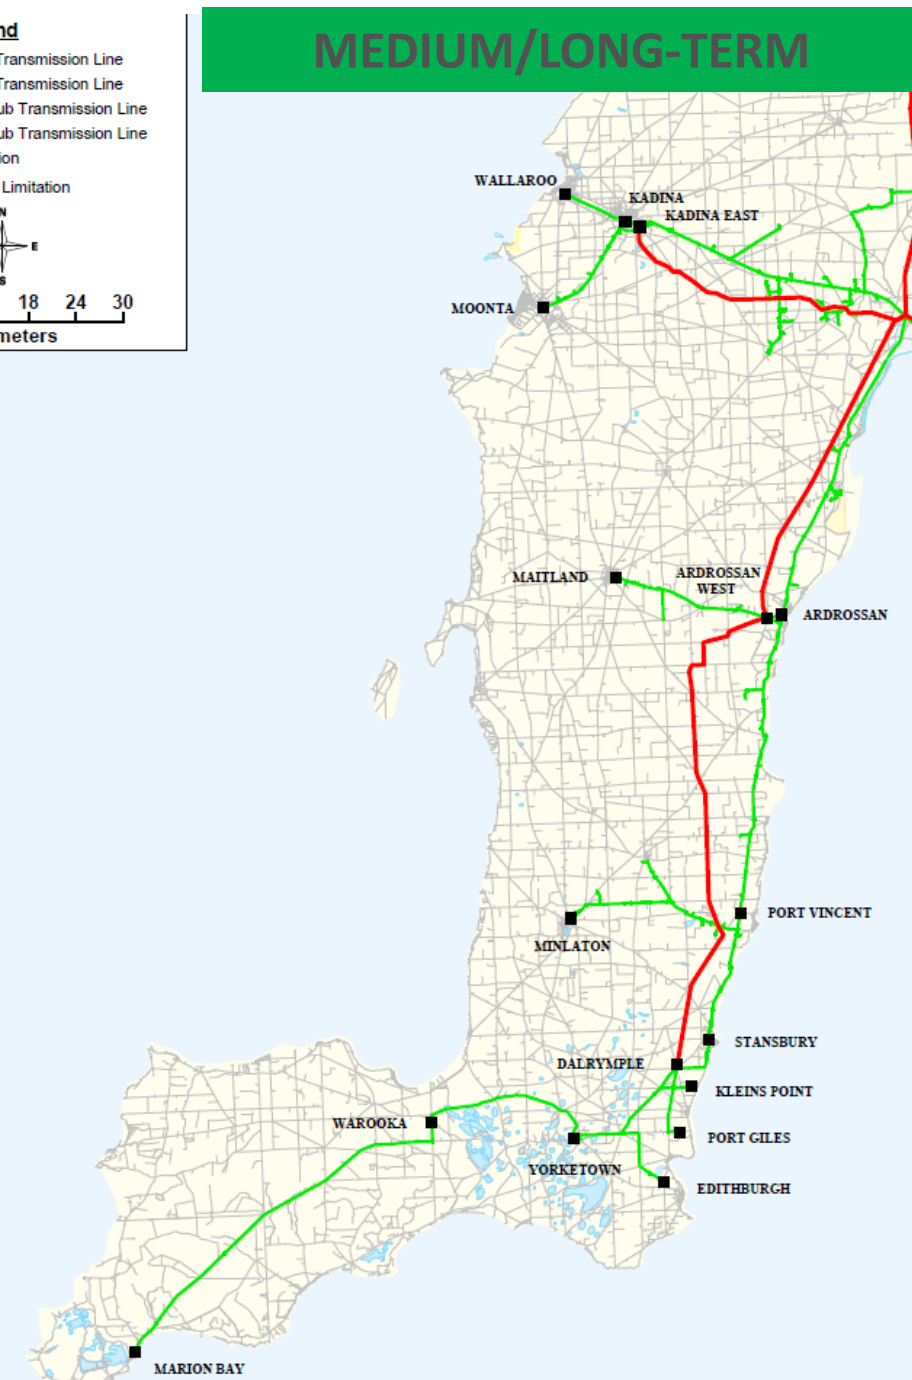 MEDIUM/LONG-TERM
nd
Transmission Line
Transmission Line
ub Transmission Line
ub Transmission Line
ion
Limitation
N
E
S
18 24 30
meters
WALLAROO
KADINA
KADINA EAST
MOONTA
MAITLAND
ARDROSSAN
WEST
ARDROSSAN
PORT VINCENT
MINLATON
STANSBURY
DALRYMPLE
KLEINS POINT
WAROOKA
PORT GILES
YORKETOWN
EDITHBURGH
MARION BAY